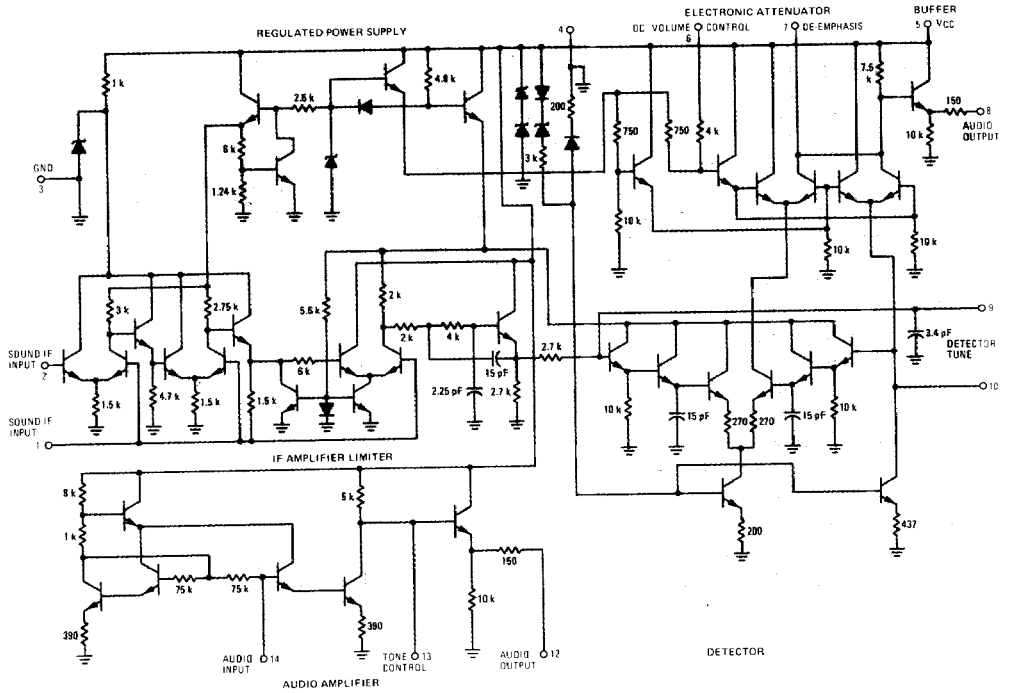 ELECTRONIC ATTENUATOR
BUFFER
REGULATED POWER SUPPLY
4
DC VOLUME CONTROL
6
7 DE-EMPHASIS
5 VCC
1 k
2.6k
4.8 k
200
750
750
4 k
7.5 k
150
8
AUDIO OUTPUT
10 k
6 k
3 k
GND
3
1.24 k
10 k
10 k
10 k
3 k
2.75 k
5.6 k
2 k
2 k
4 k
9
3.4 pF
DETECTOR TUNE
SOUND IF INPUT
2
2.7 k
6 k
15 pF
2.25 pF
2.7 k
10
1.5 k
4.7 k
1.5 k
1.5 k
10 k
15 pF
270
270
15 pF
10 k
SOUND IF INPUT
1
IF AMPLIFIER LIMITER
8 k
6 k
1 k
200
437
150
75 k
75 k
10 k
390
390
AUDIO INPUT
14
TONE CONTROL
13
AUDIO OUTPUT
12
DETECTOR
AUDIO AMPLIFIER